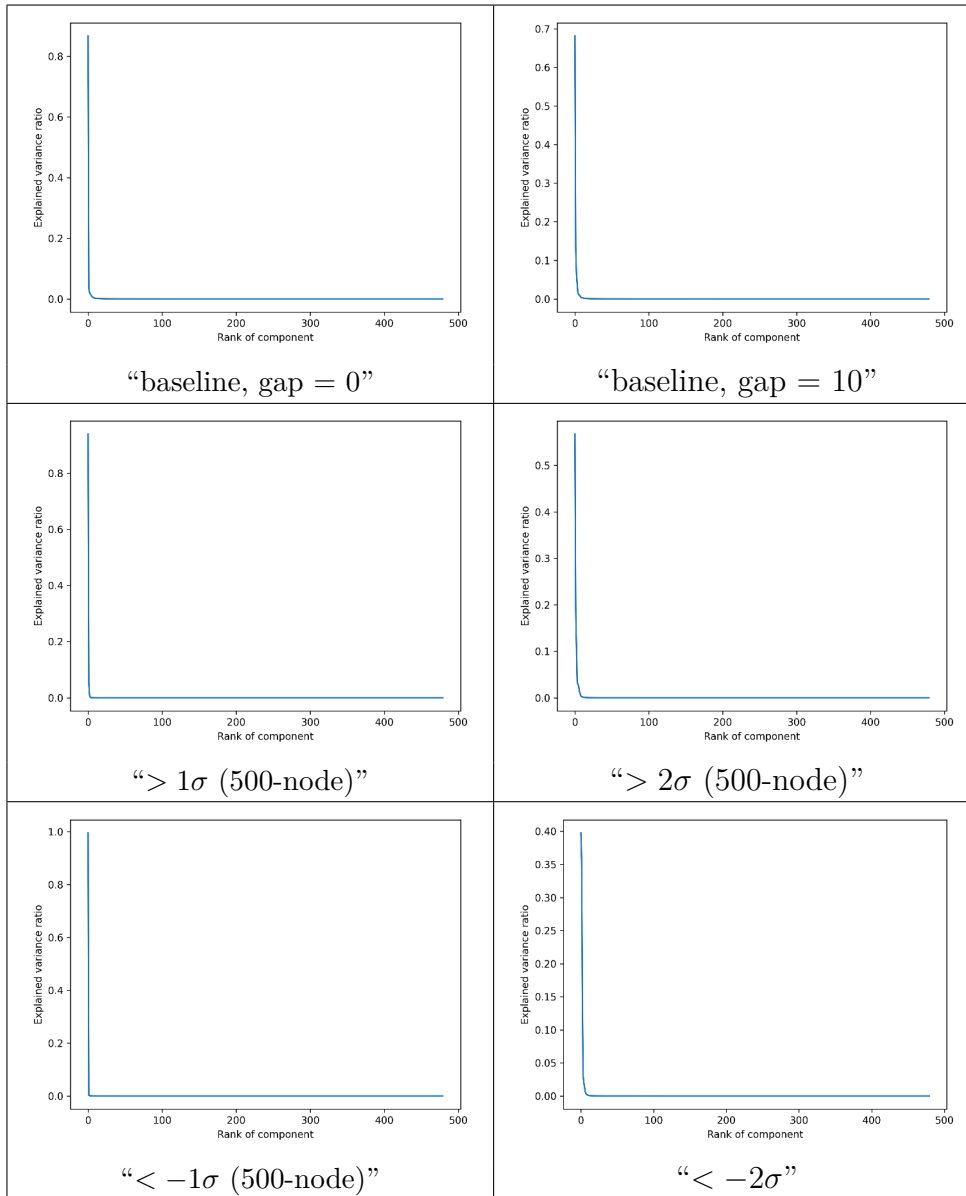 0.8
0.6
0.4
0.2
0.0
Explained variance ratio
0 100 200 300 400 500
Rank of component
“baseline, gap = 0”
0.7
0.6
0.5
0.4
0.3
0.2
0.1
0.0
Explained variance ratio
0 100 200 300 400 500
Rank of component
“baseline, gap = 10”
0.8
0.6
0.4
0.2
0.0
Explained variance ratio
0 100 200 300 400 500
Rank of component
“> 1σ (500-node)”
0.5
0.4
0.3
0.2
0.1
0.0
Explained variance ratio
0 100 200 300 400 500
Rank of component
“> 2σ (500-node)”
1.0
0.8
0.6
0.4
0.2
0.0
Explained variance ratio
0 100 200 300 400 500
Rank of component
“< −1σ (500-node)”
0.40
0.35
0.30
0.25
0.20
0.15
0.10
0.05
0.00
Explained variance ratio
0 100 200 300 400 500
Rank of component
“< −2σ”